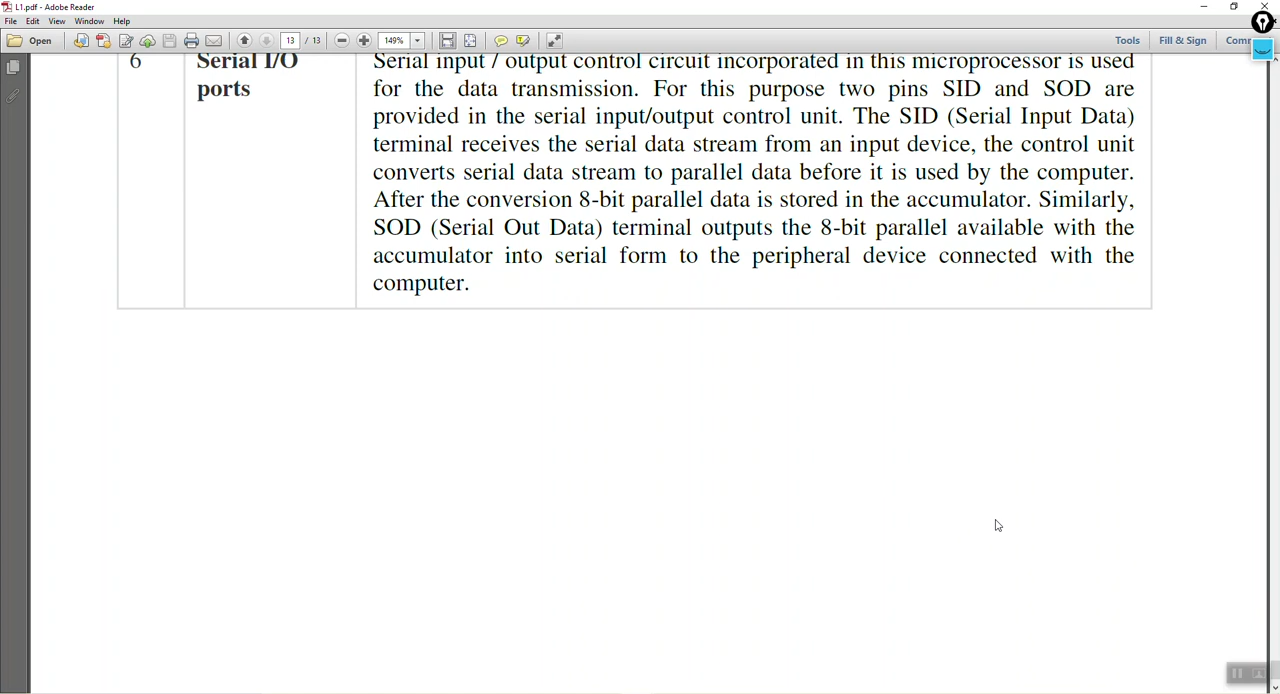 L1.pdf - Adobe Reader
File Edit View Window Help
Open 13 / 13 149% Tools Fill & Sign
6 Serial I/O ports
Serial input / output control circuit incorporated in this microprocessor is used
for the data transmission. For this purpose two pins SID and SOD are
provided in the serial input/output control unit. The SID (Serial Input Data)
terminal receives the serial data stream from an input device, the control unit
converts serial data stream to parallel data before it is used by the computer.
After the conversion 8-bit parallel data is stored in the accumulator. Similarly,
SOD (Serial Out Data) terminal outputs the 8-bit parallel available with the
accumulator into serial form to the peripheral device connected with the
computer.